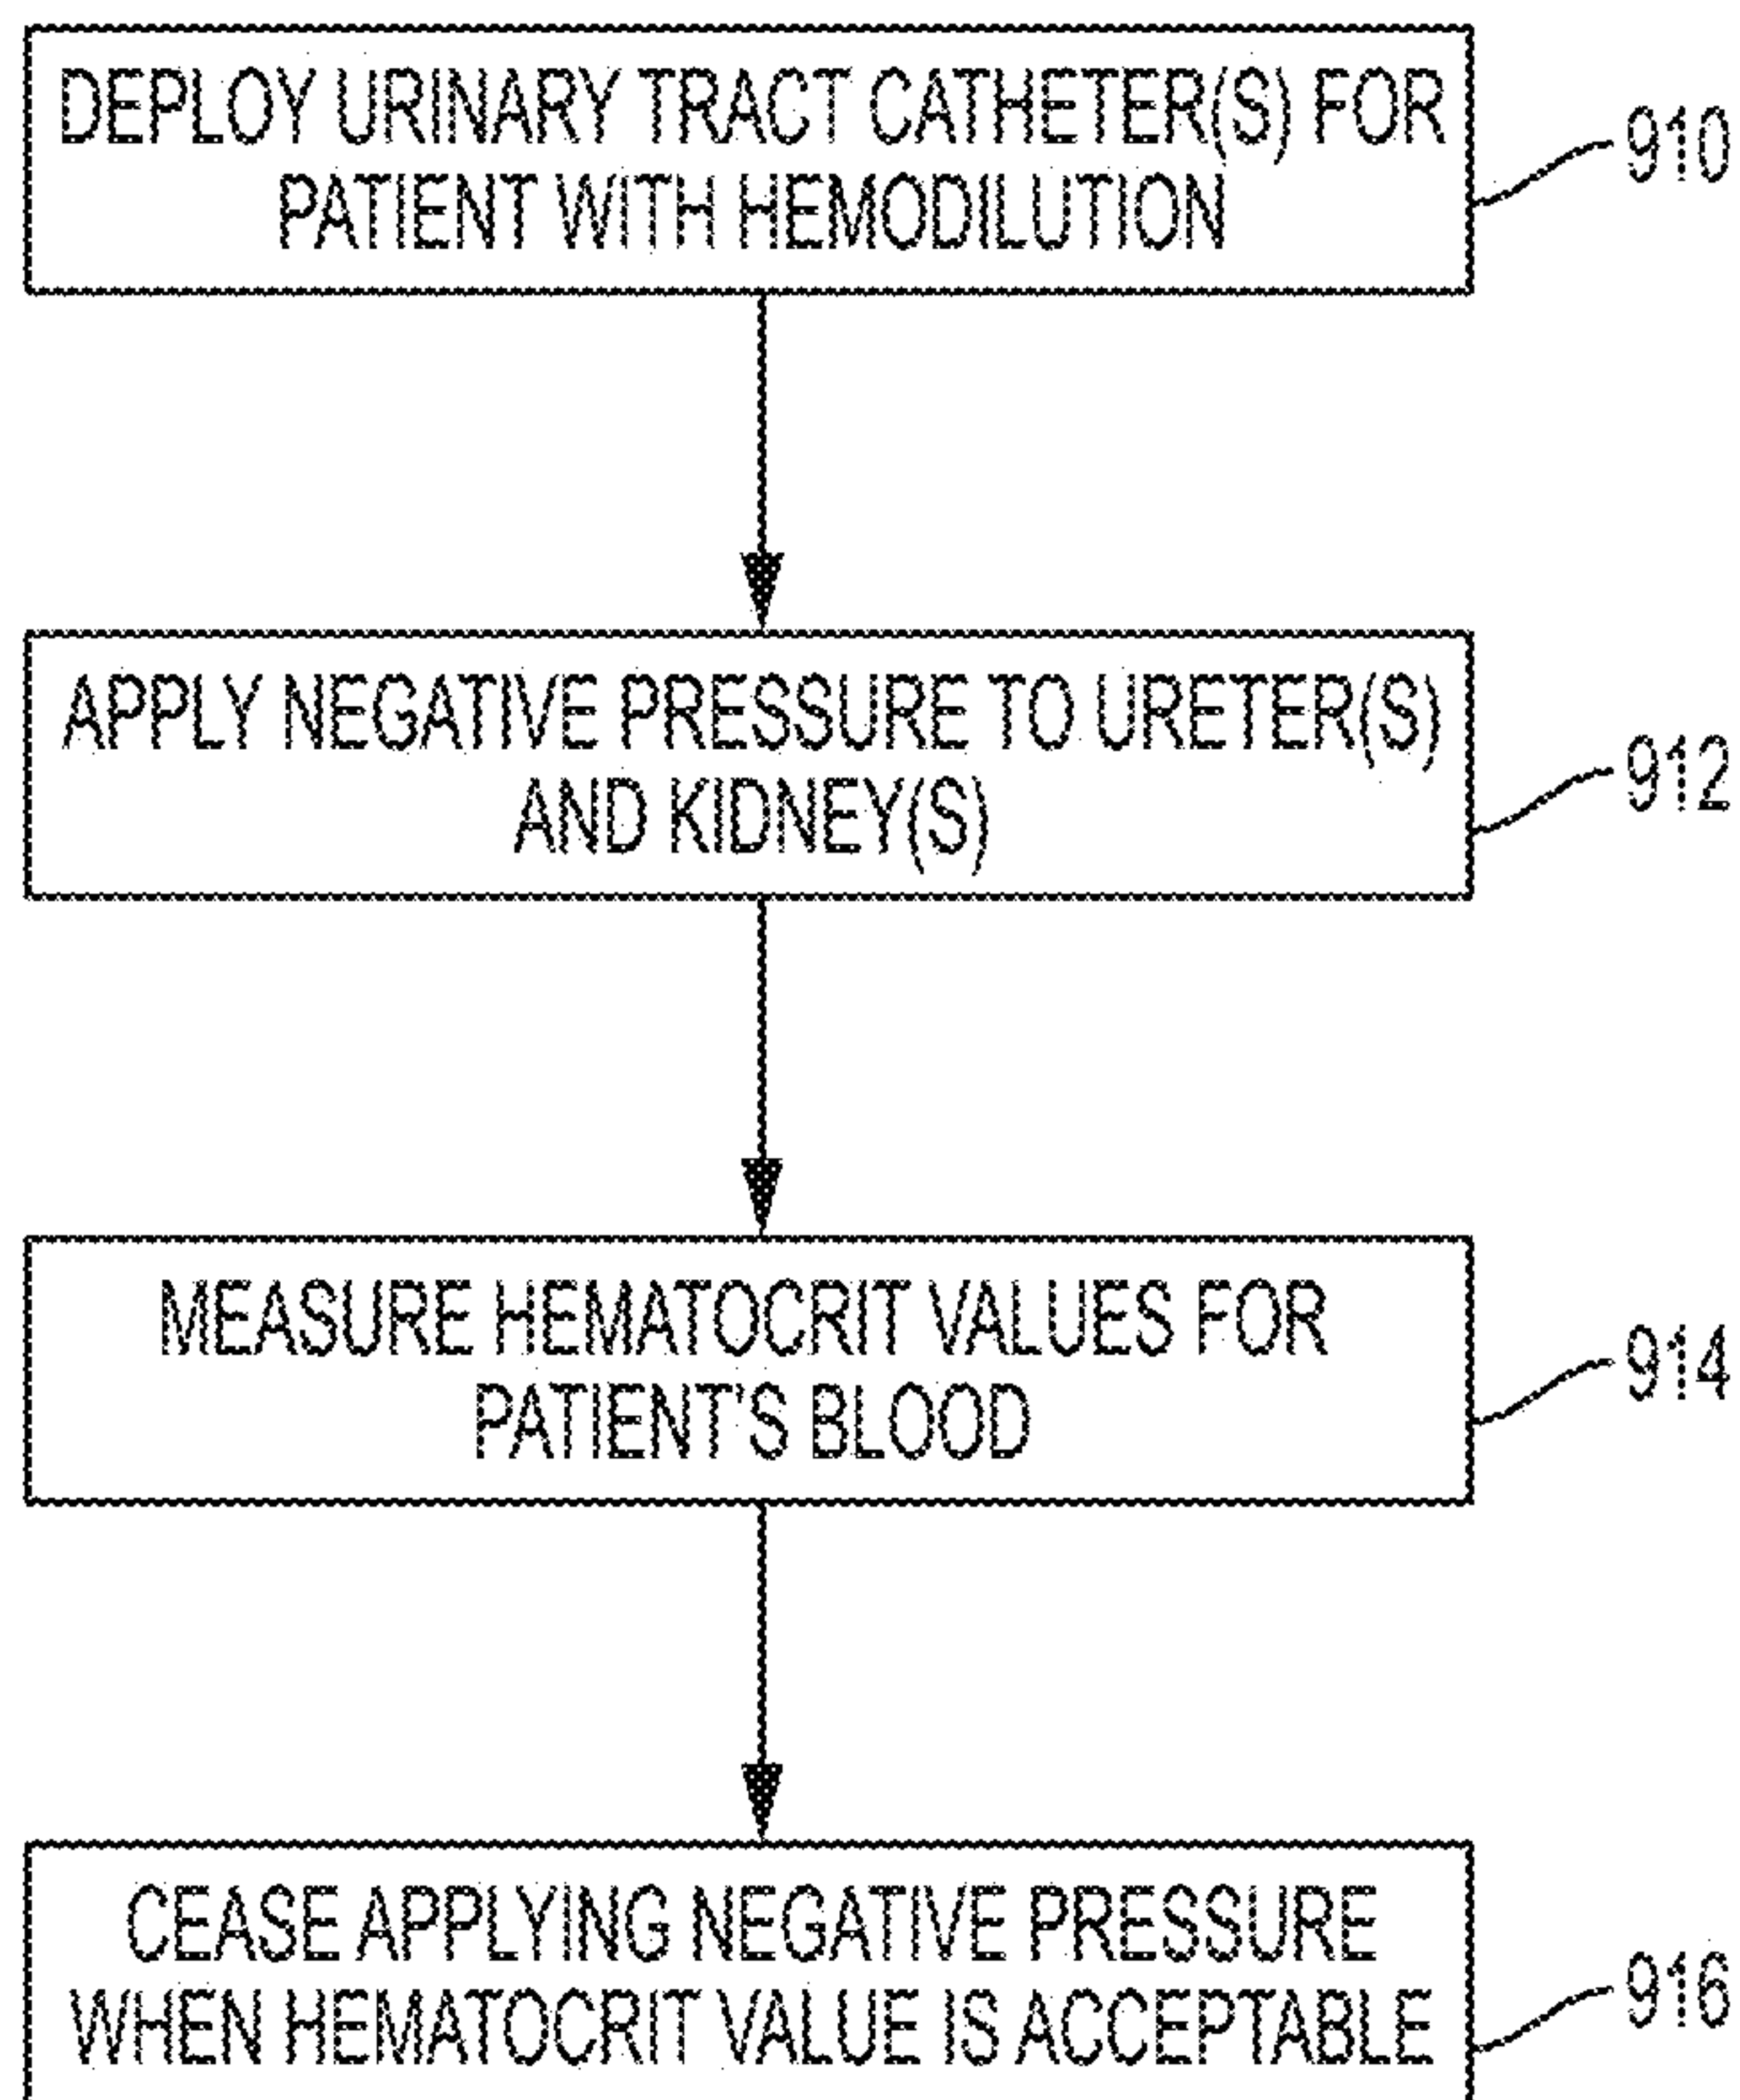 DEPLOY URINARY TRACT CATHETER(S) FOR
PATIENT WITH HEMODILUTION
910
APPLY NEGATIVE PRESSURE TO URETER(S)
AND KIDNEY(S)
912
MEASURE HEMATOCRIT VALUES FOR
PATIENT'S BLOOD
914
CEASE APPLYING NEGATIVE PRESSURE
WHEN HEMATOCRIT VALUE IS ACCEPTABLE
916